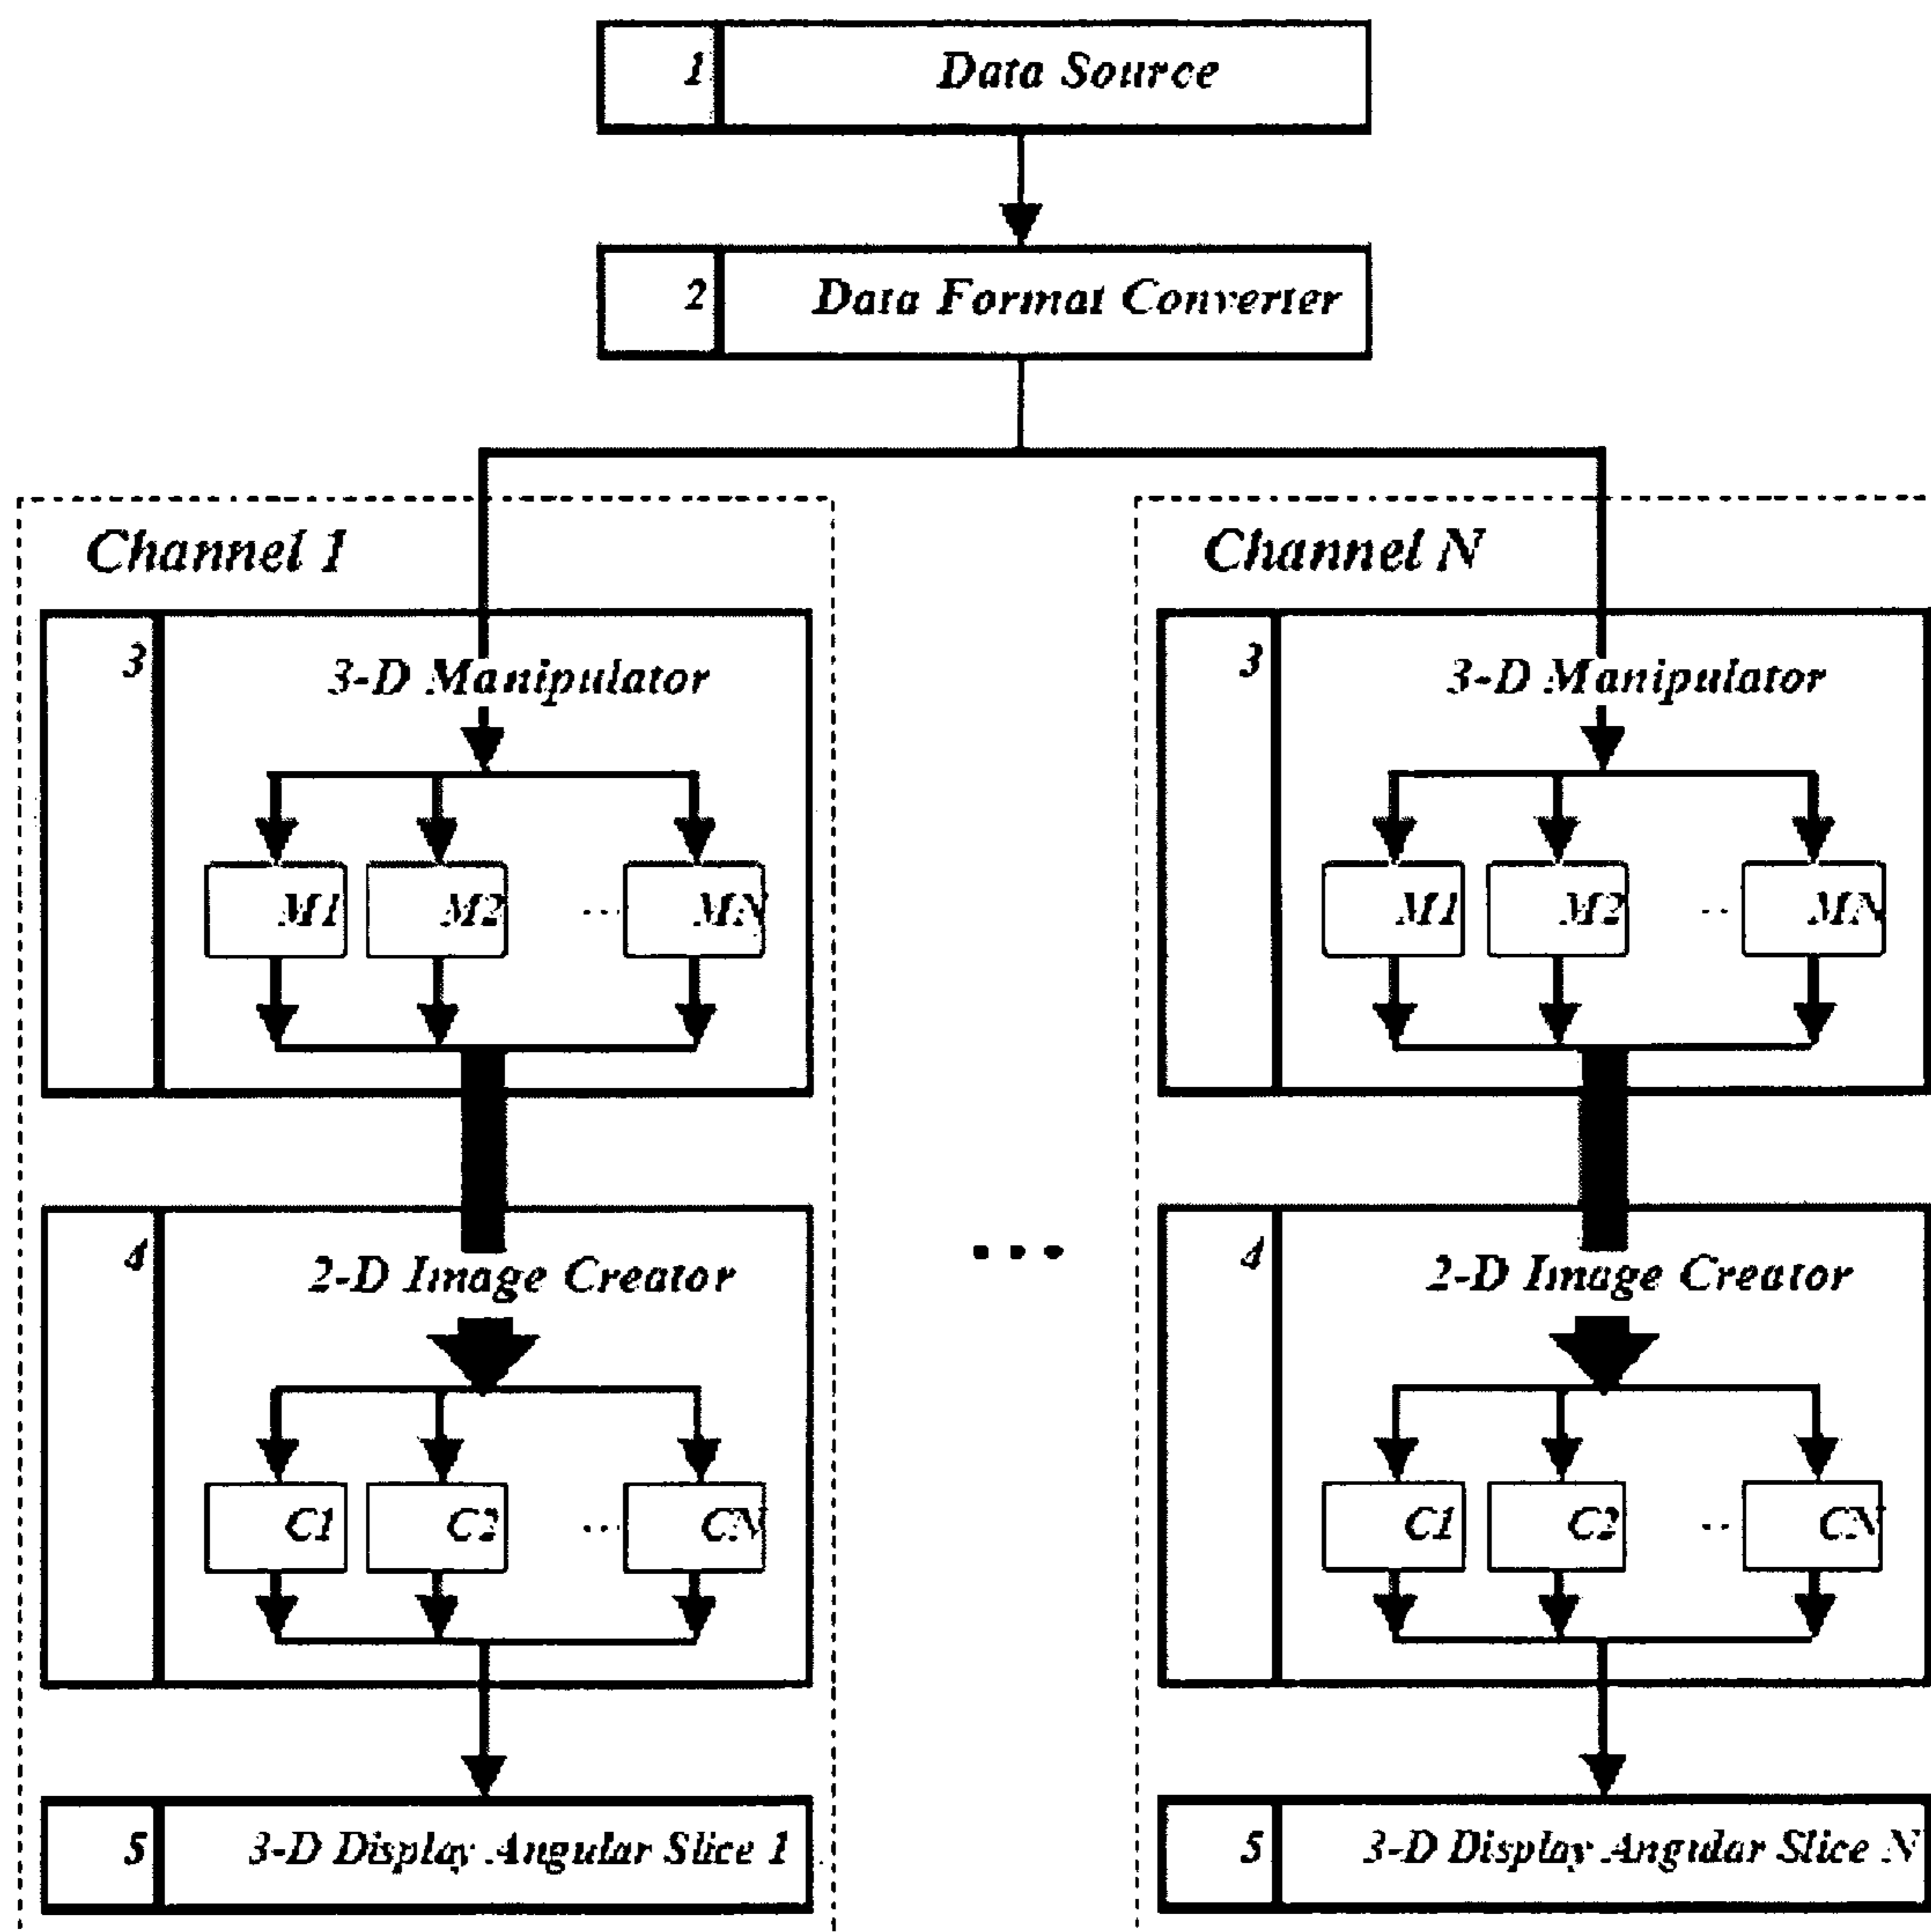 1 Data Source
2 Data Format Converter
Channel 1
3 3-D Manipulator
M1 M2 ... MN
4 2-D Image Creator
C1 C2 ... CN
5 3-D Display Angular Slice 1
...
Channel N
3 3-D Manipulator
M1 M2 ... MN
4 2-D Image Creator
C1 C2 ... CN
5 3-D Display Angular Slice N